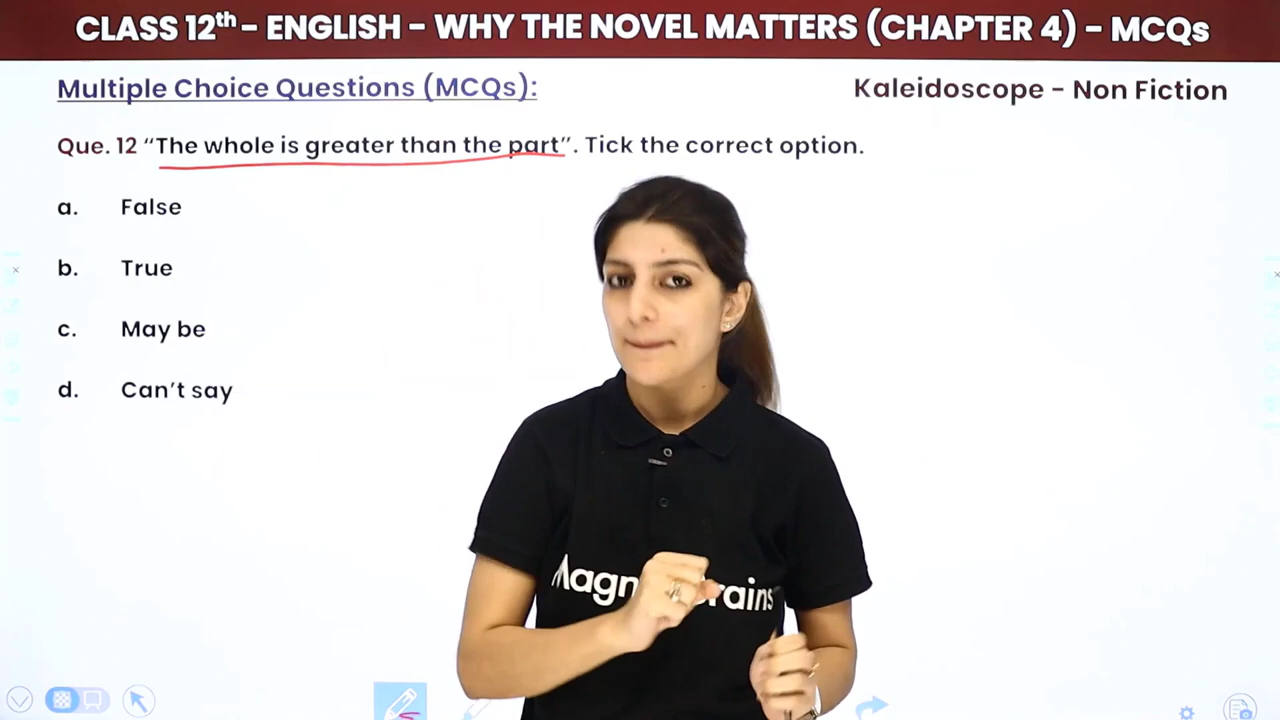 CLASS 12th - ENGLISH - WHY THE NOVEL MATTERS (CHAPTER 4) - MCQs
Multiple Choice Questions (MCQs):
Kaleidoscope - Non Fiction
Que. 12 “The whole is greater than the part”. Tick the correct option.
a. False
b. True
c. May be
d. Can’t say